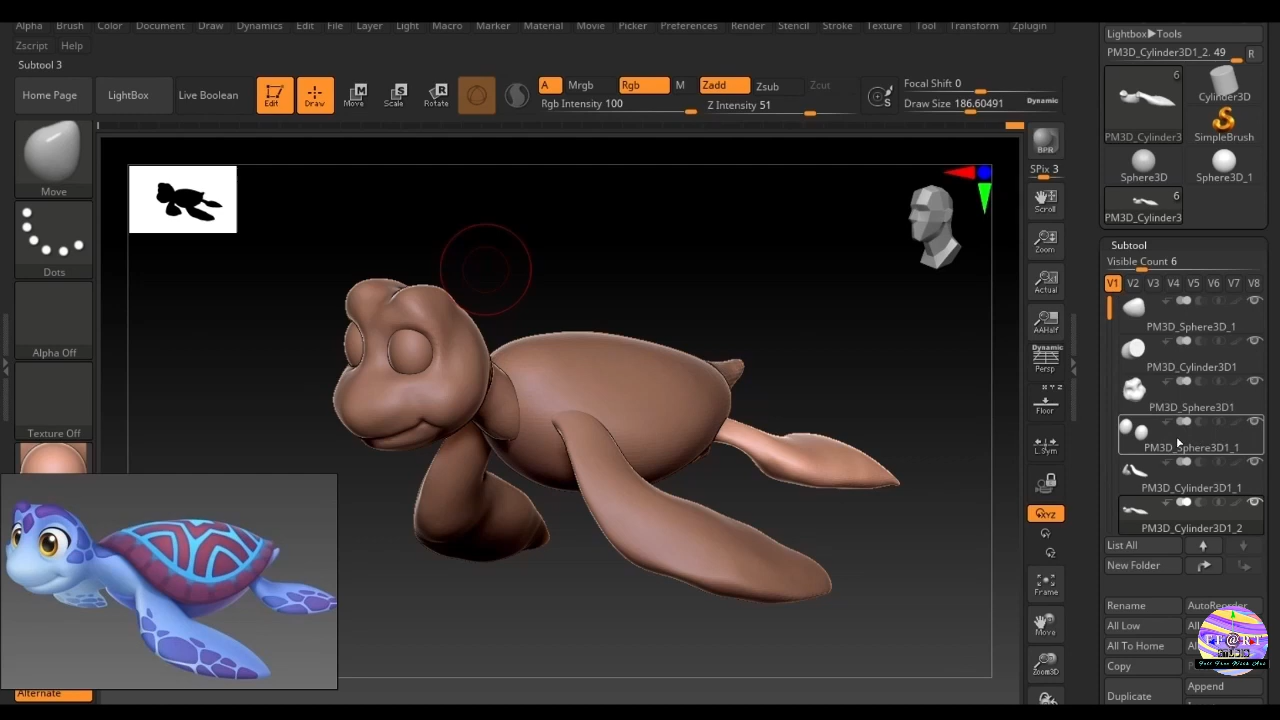 Alpha Brush Color Document Draw Dynamics Edit File Layer Light Macro Marker Material Movie Picker Preferences Render Stencil Stroke Texture Tool Transform Zplugin
Zscript Help
Subtool 3
Home Page LightBox Live Boolean Edit Draw Move Scale Rotate
A Mrgb Rgb M Zadd Zsub Zcut
Rgb Intensity 100 Z Intensity 51
Focal Shift 0
Draw Size 186.60491 Dynamic
Move
Dots
Alpha Off
Texture Off
Alternate
BPR
SPix 3
Scroll
Zoom
Actual
AAHalf
Dynamic
Persp
Floor
L.Sym
XYZ
Frame
Move
Zoom3D
Lightbox▶Tools
PM3D_Cylinder3D1_2. 49 R
6
PM3D_Cylinder3
Cylinder3D
SimpleBrush
Sphere3D Sphere3D_1
6
PM3D_Cylinder3
Subtool
Visible Count 6
V1 V2 V3 V4 V5 V6 V7 V8
PM3D_Sphere3D_1
PM3D_Cylinder3D1
PM3D_Sphere3D1
PM3D_Sphere3D1_1
PM3D_Cylinder3D1_1
PM3D_Cylinder3D1_2
List All
New Folder
Rename AutoReorder
All Low
All To Home
Copy
Duplicate Append